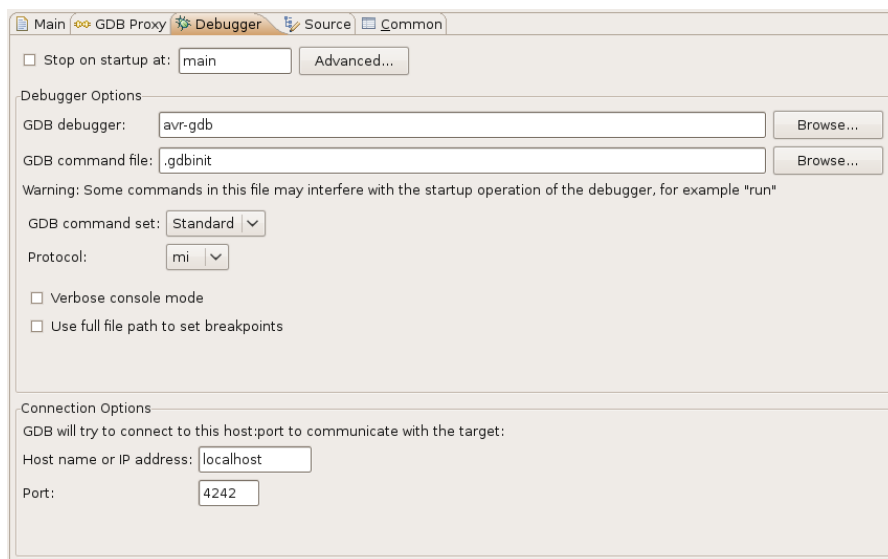 Main GDB Proxy Debugger Source Common
Stop on startup at: main Advanced...
Debugger Options
GDB debugger: avr-gdb Browse...
GDB command file: .gdbinit Browse...
Warning: Some commands in this file may interfere with the startup operation of the debugger, for example "run"
GDB command set: Standard
Protocol: mi
Verbose console mode
Use full file path to set breakpoints
Connection Options
GDB will try to connect to this host:port to communicate with the target:
Host name or IP address: localhost
Port: 4242